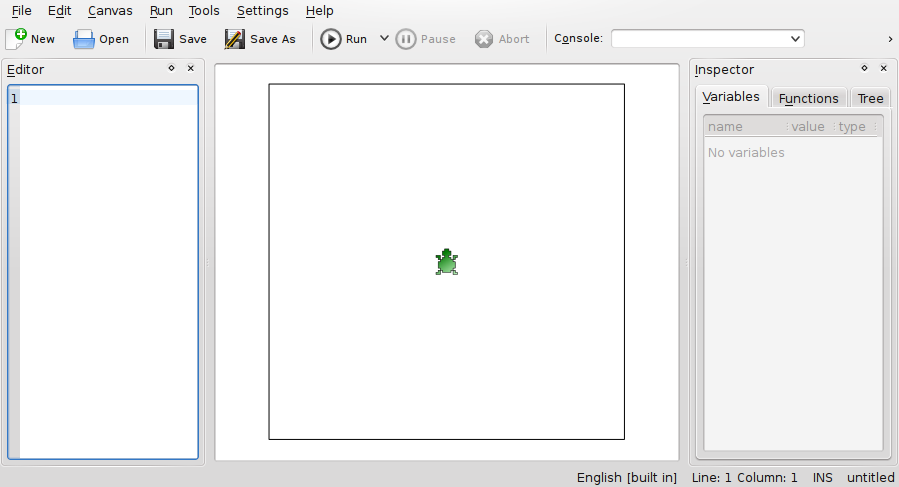 File Edit Canvas Run Tools Settings Help
New Open Save Save As Run Pause Abort Console:
Editor
1
Inspector
Variables Functions Tree
name value type
No variables
English [built in] Line: 1 Column: 1 INS untitled